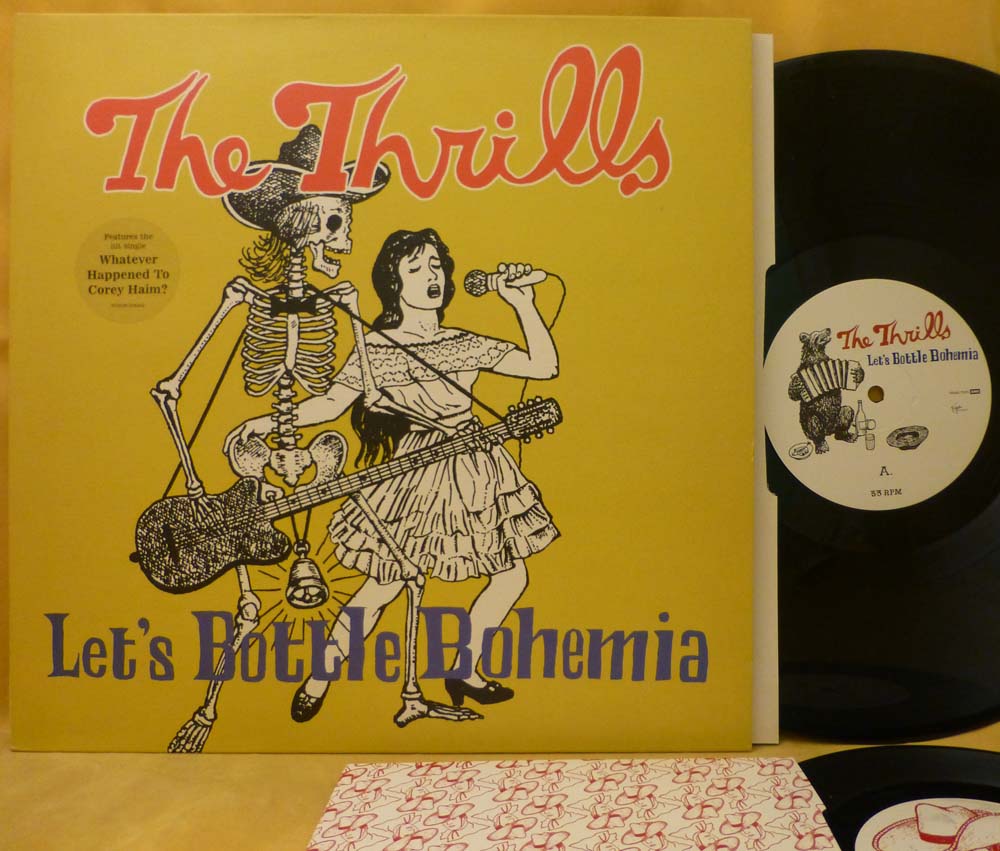 The Thrills
Features the
hit single
Whatever
Happened To
Corey Haim?
Let's Bottle Bohemia
The Thrills
Let's Bottle Bohemia
EMI
A.
33 RPM